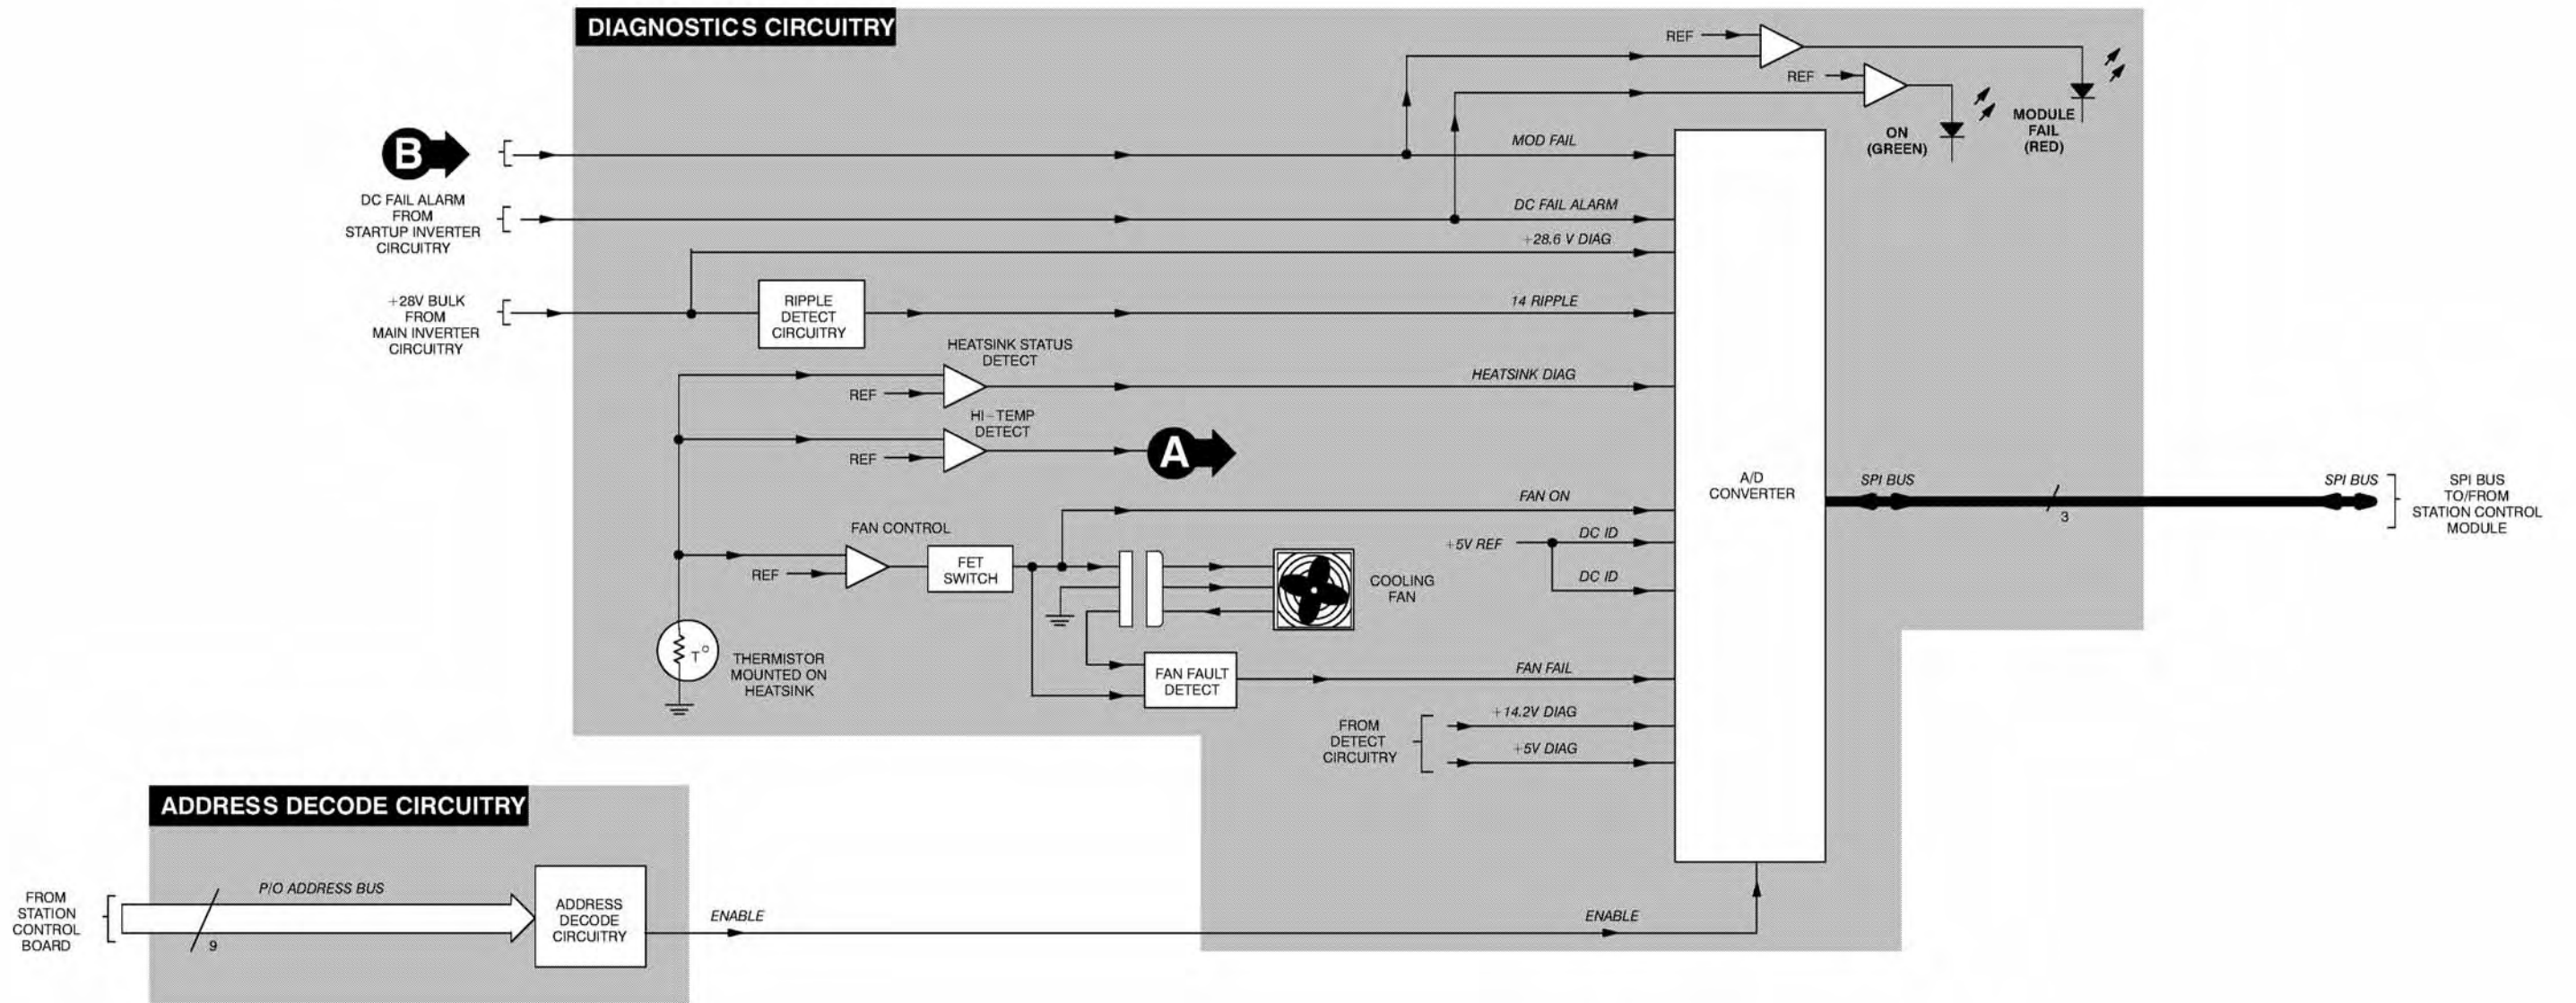 DIAGNOSTICS CIRCUITRY
REF
REF
MODULE
FAIL
(RED)
ON
(GREEN)
B
MOD FAIL
DC FAIL ALARM
FROM
STARTUP INVERTER
CIRCUITRY
DC FAIL ALARM
+28.6 V DIAG
+28V BULK
FROM
MAIN INVERTER
CIRCUITRY
RIPPLE
DETECT
CIRCUITRY
14 RIPPLE
HEATSINK STATUS
DETECT
REF
HEATSINK DIAG
HI-TEMP
DETECT
REF
A
A/D
CONVERTER
SPI BUS
3
SPI BUS
SPI BUS
TO/FROM
STATION CONTROL
MODULE
FAN ON
FAN CONTROL
REF
FET
SWITCH
+5V REF
DC ID
DC ID
COOLING
FAN
T°
THERMISTOR
MOUNTED ON
HEATSINK
FAN FAULT
DETECT
FAN FAIL
FROM
DETECT
CIRCUITRY
+14.2V DIAG
+5V DIAG
ADDRESS DECODE CIRCUITRY
FROM
STATION
CONTROL
BOARD
P/O ADDRESS BUS
9
ADDRESS
DECODE
CIRCUITRY
ENABLE
ENABLE